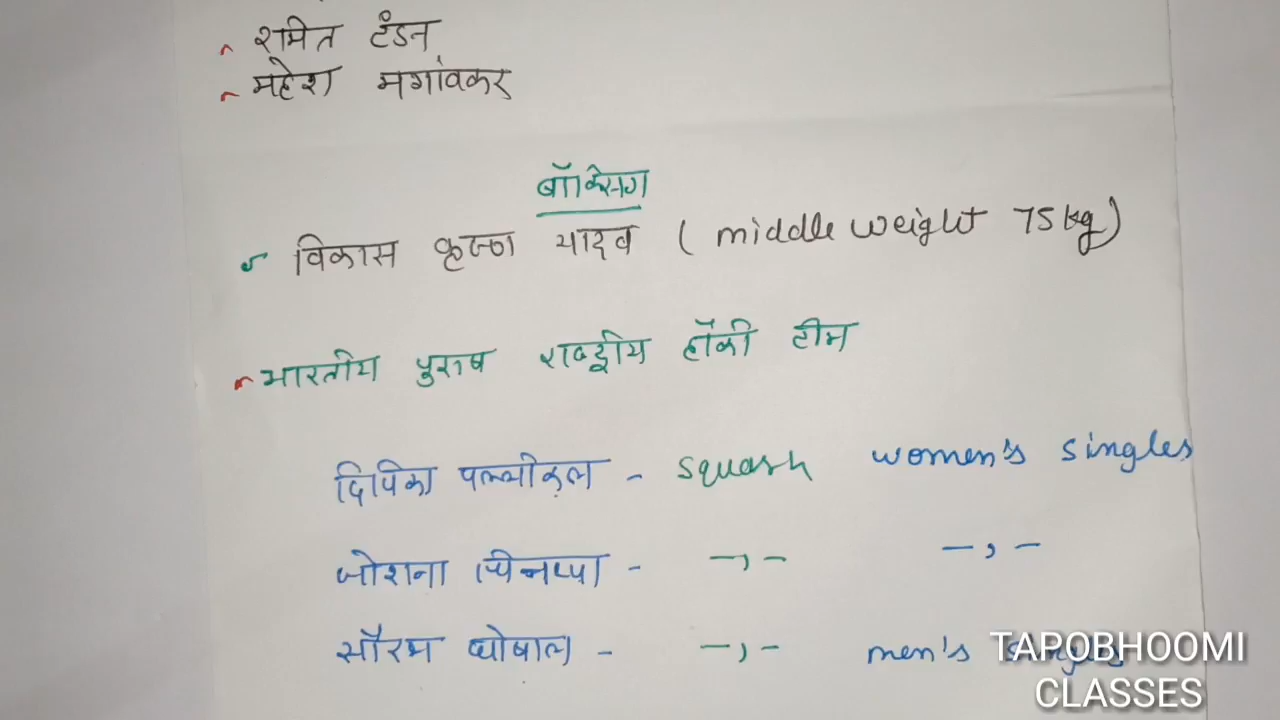 शमित टंडन
महेश मगांवकर
बॉक्सिग
विकास कृष्ण यादव ( middle weight 75 kg)
भारतीय पुरुष राष्ट्रीय हॉकी टीम
दिपिका पल्लीकल - squash women's singles
जोशना चिनप्पा - -,- -,-
सौरभ घोषाल - -,- men's singles
TAPOBHOOMI
CLASSES